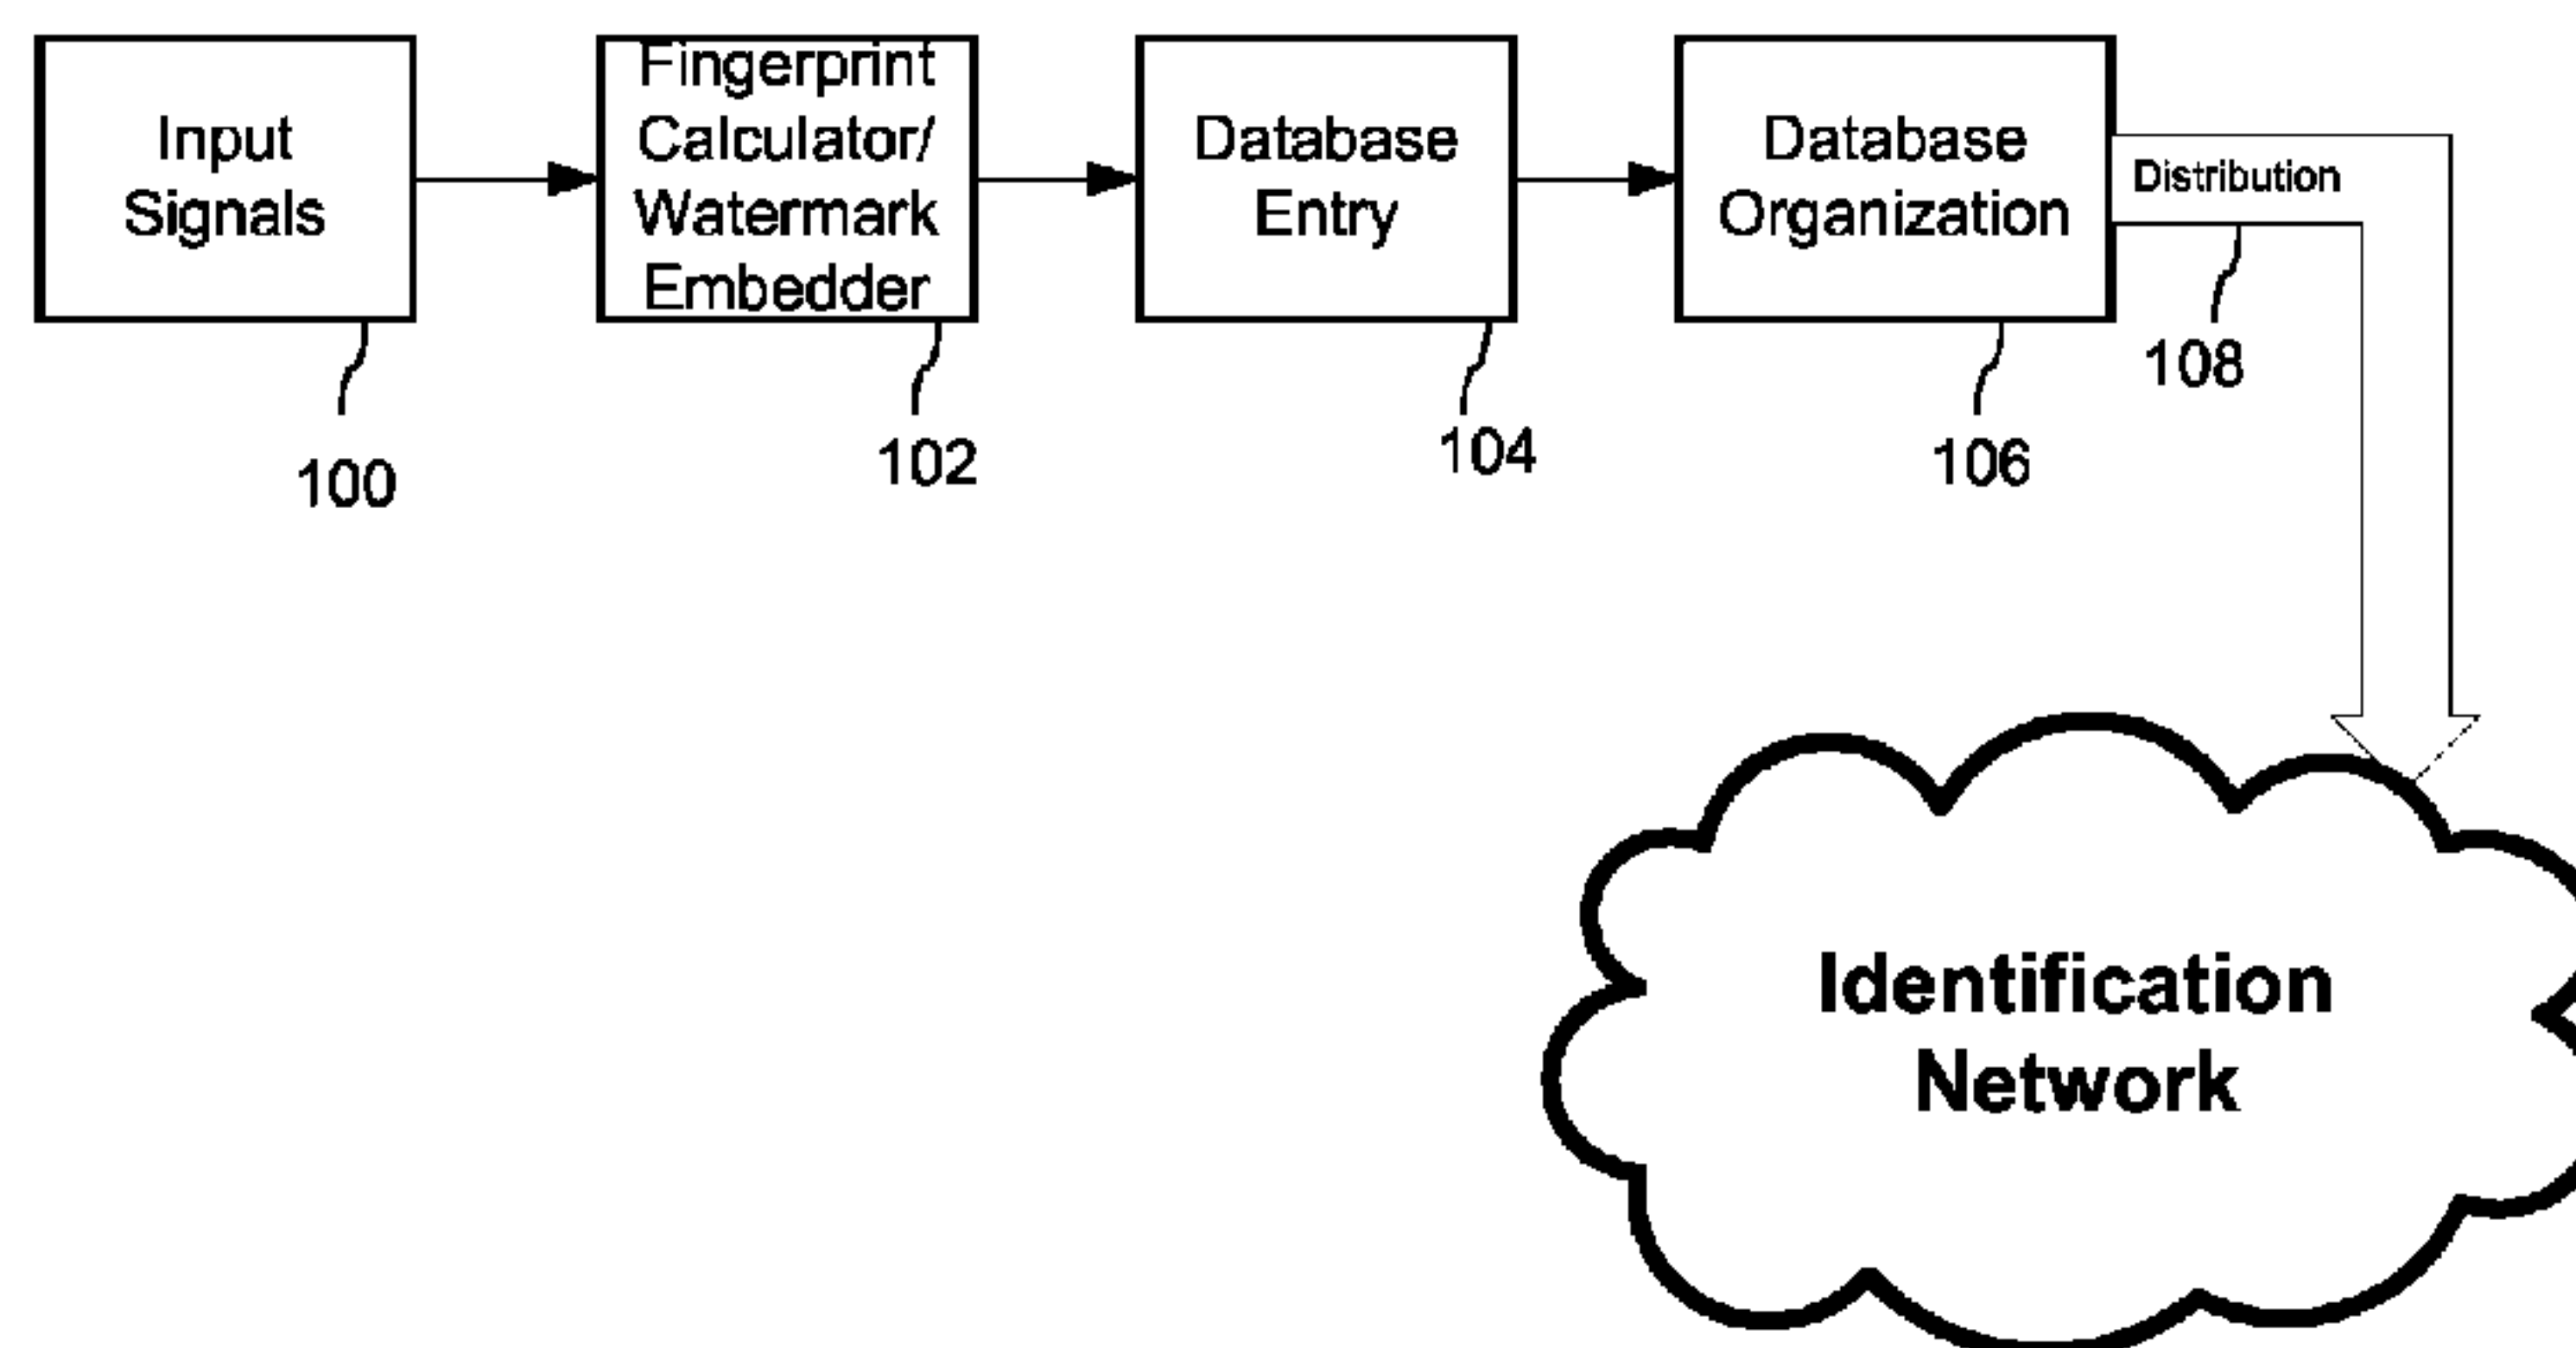 Input
Signals
Fingerprint
Calculator/
Watermark
Embedder
Database
Entry
Database
Organization
Distribution
100
102
104
106
108
Identification
Network